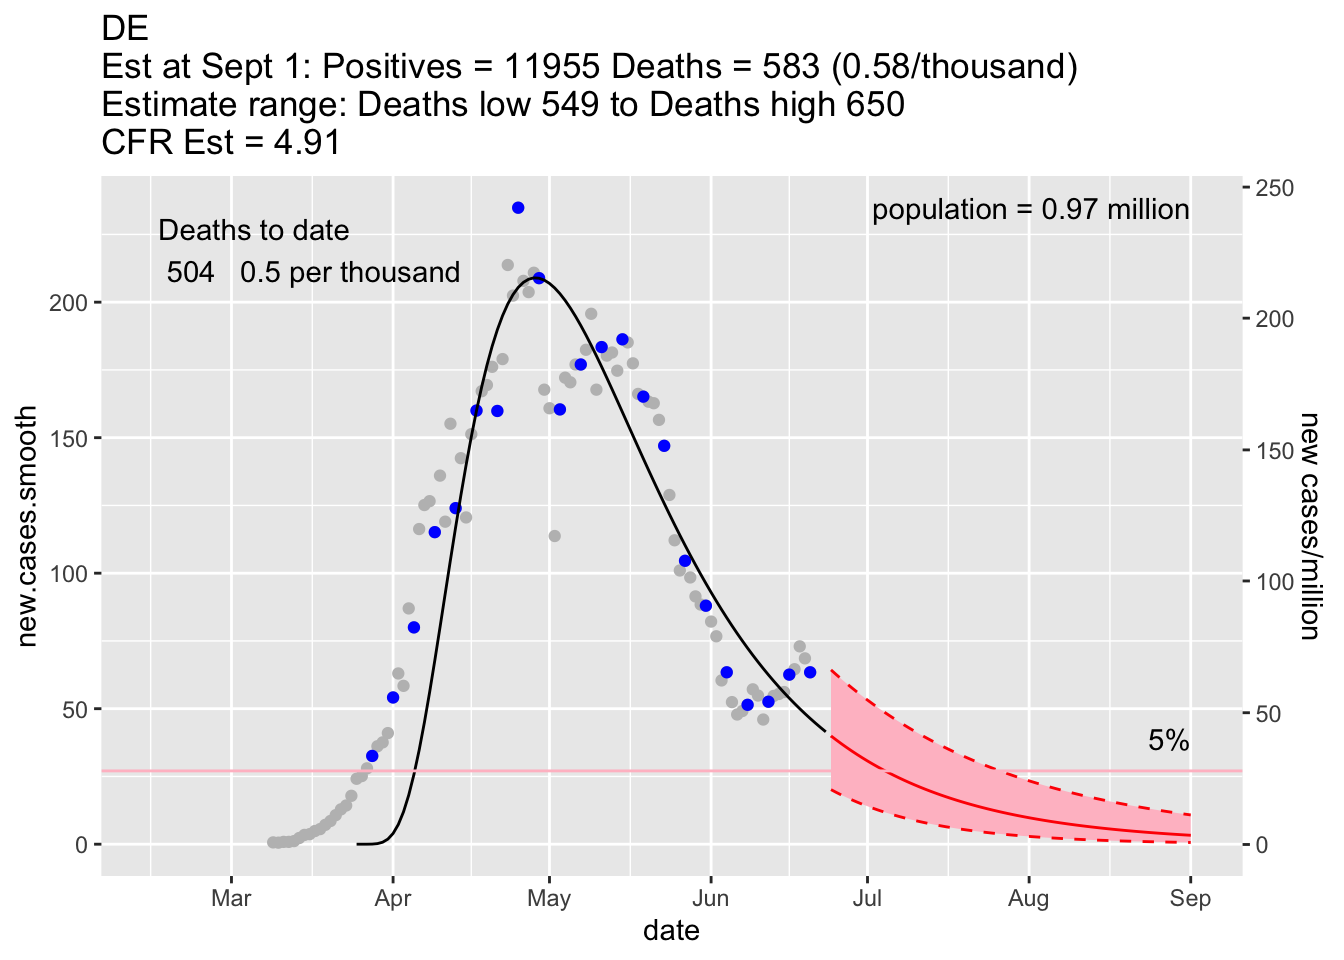 DE
Est at Sept 1: Positives = 11955 Deaths = 583 (0.58/thousand)
Estimate range: Deaths low 549 to Deaths high 650
CFR Est = 4.91
Deaths to date
504 0.5 per thousand
population = 0.97 million
5%
new.cases.smooth
200
150
100
50
0
250
200
150
100
50
0
new cases/million
Mar Apr May Jun Jul Aug Sep
date